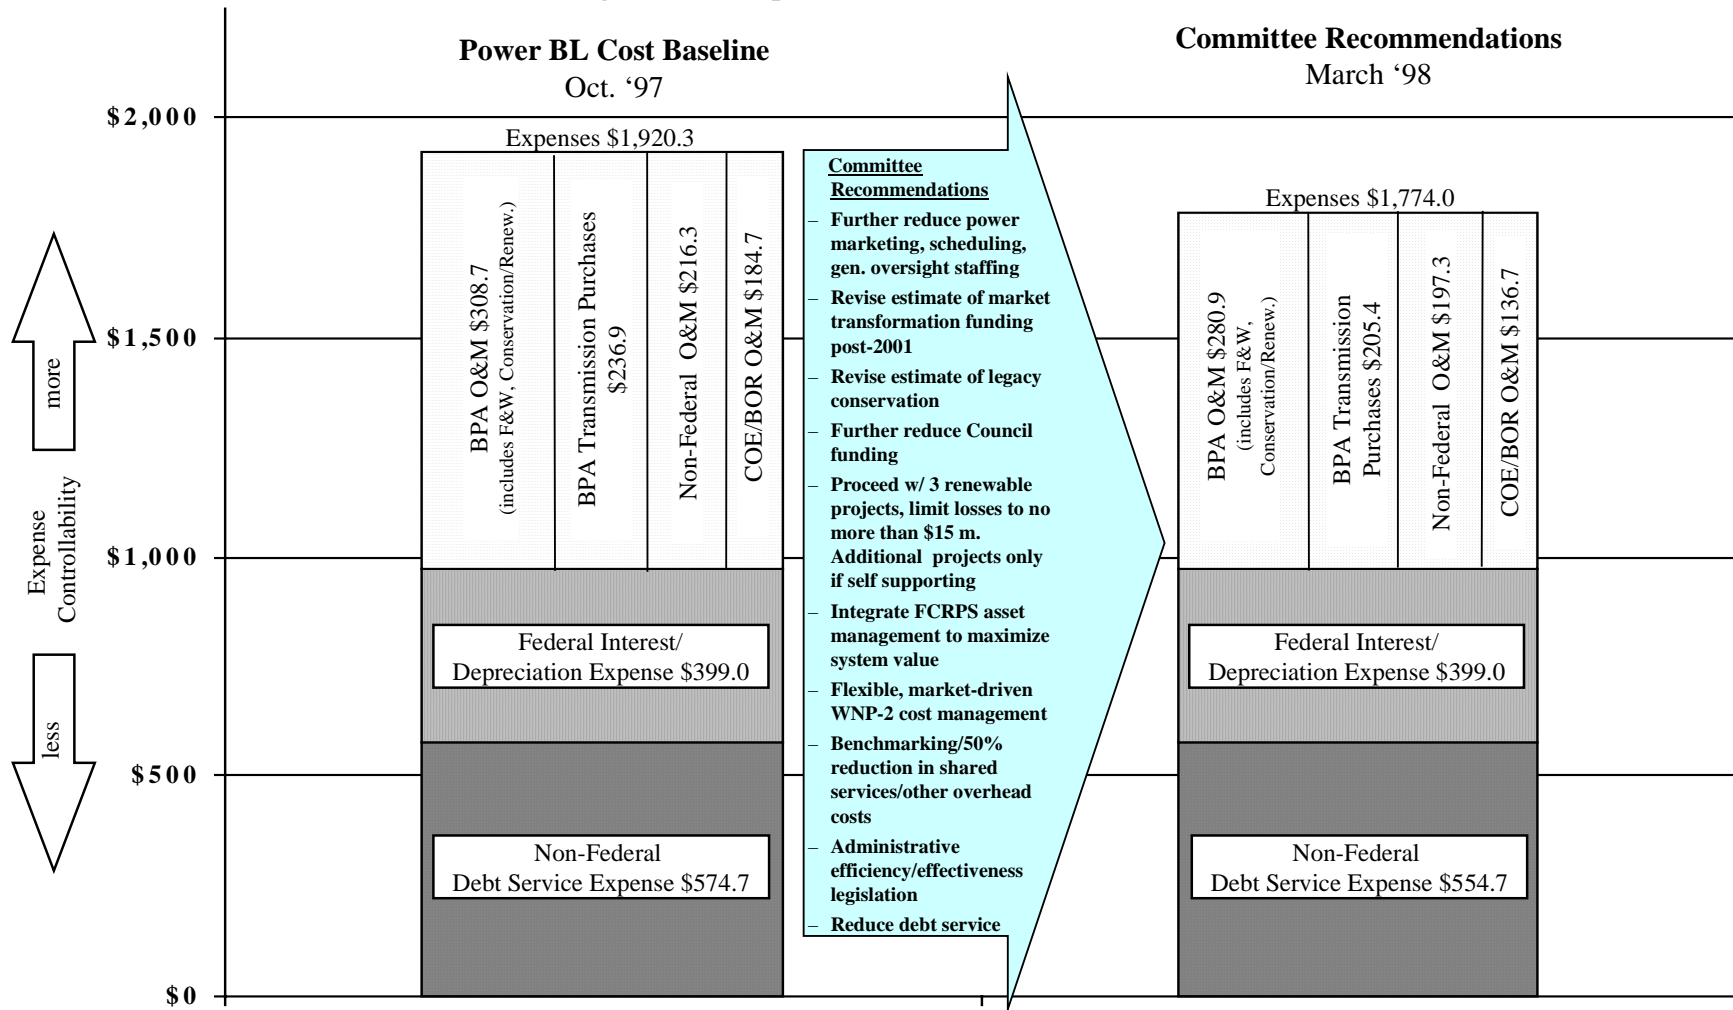 Power BL Cost Baseline
Oct. ‘97
Committee Recommendations
March ‘98
$2,000
$1,500
$1,000
$500
$0
more
Expense
Controllability
less
Expenses $1,920.3
BPA O&M $308.7
(includes F&W, Conservation/Renew.)
BPA Transmission Purchases
$236.9
Non-Federal O&M $216.3
COE/BOR O&M $184.7
Federal Interest/
Depreciation Expense $399.0
Non-Federal
Debt Service Expense $574.7
Committee
Recommendations
– Further reduce power
marketing, scheduling,
gen. oversight staffing
– Revise estimate of market
transformation funding
post-2001
– Revise estimate of legacy
conservation
– Further reduce Council
funding
– Proceed w/ 3 renewable
projects, limit losses to no
more than $15 m.
Additional projects only
if self supporting
– Integrate FCRPS asset
management to maximize
system value
– Flexible, market-driven
WNP-2 cost management
– Benchmarking/50%
reduction in shared
services/other overhead
costs
– Administrative
efficiency/effectiveness
legislation
– Reduce debt service
Expenses $1,774.0
BPA O&M $280.9
(includes F&W,
Conservation/Renew.)
BPA Transmission
Purchases $205.4
Non-Federal O&M $197.3
COE/BOR O&M $136.7
Federal Interest/
Depreciation Expense $399.0
Non-Federal
Debt Service Expense $554.7